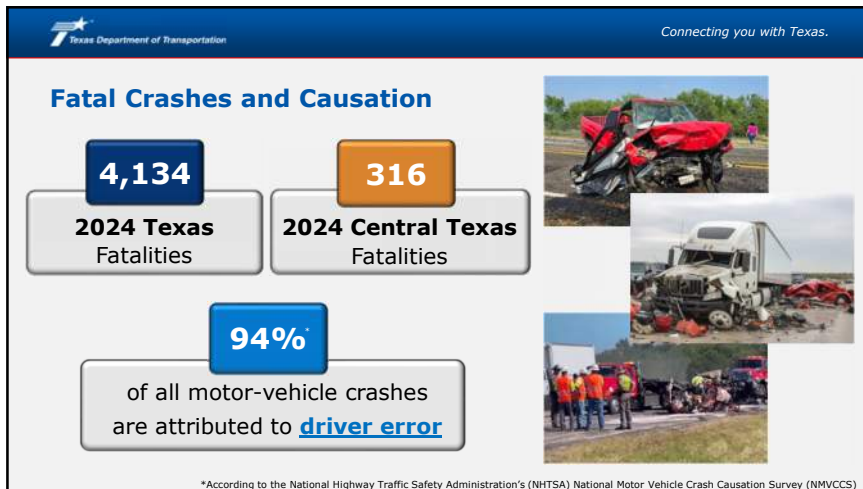 Texas Department of Transportation
Connecting you with Texas.
Fatal Crashes and Causation
4,134
2024 Texas
Fatalities
316
2024 Central Texas
Fatalities
94%*
of all motor-vehicle crashes
are attributed to driver error
*According to the National Highway Traffic Safety Administration's (NHTSA) National Motor Vehicle Crash Causation Survey (NMVCCS)